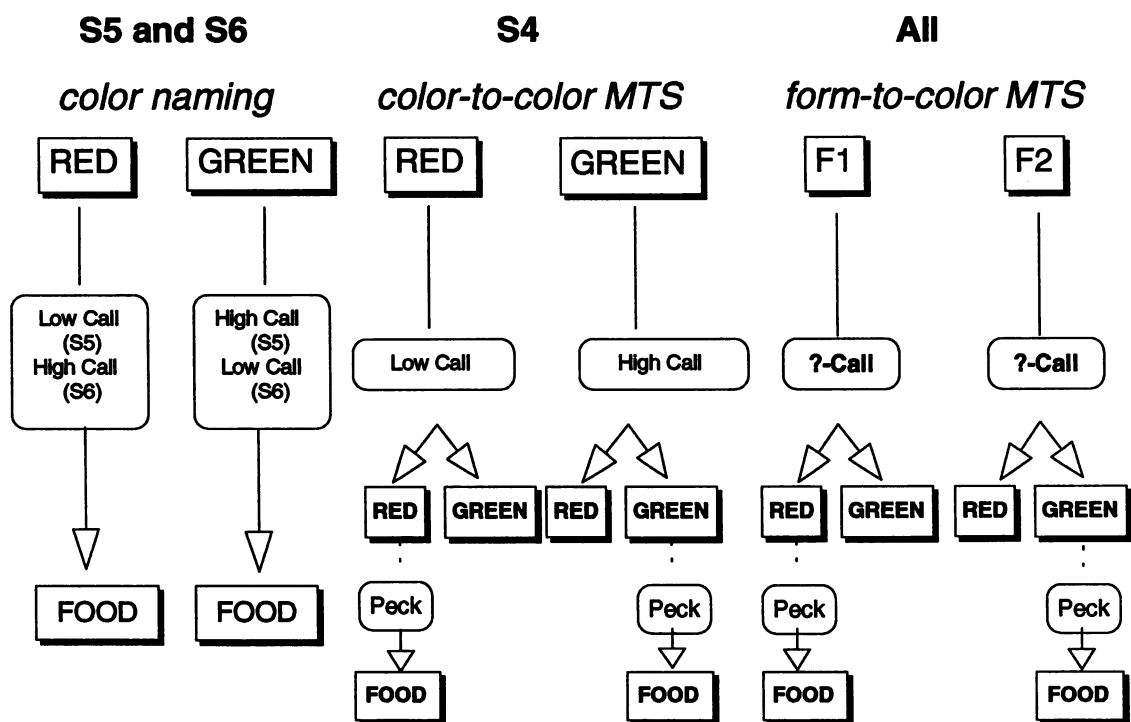 S5 and S6
color naming
RED
GREEN
Low Call
(S5)
High Call
(S6)
High Call
(S5)
Low Call
(S6)
FOOD
FOOD
S4
color-to-color MTS
RED
GREEN
Low Call
High Call
RED
GREEN
RED
GREEN
Peck
Peck
FOOD
FOOD
All
form-to-color MTS
F1
F2
?-Call
?-Call
RED
GREEN
RED
GREEN
Peck
Peck
FOOD
FOOD